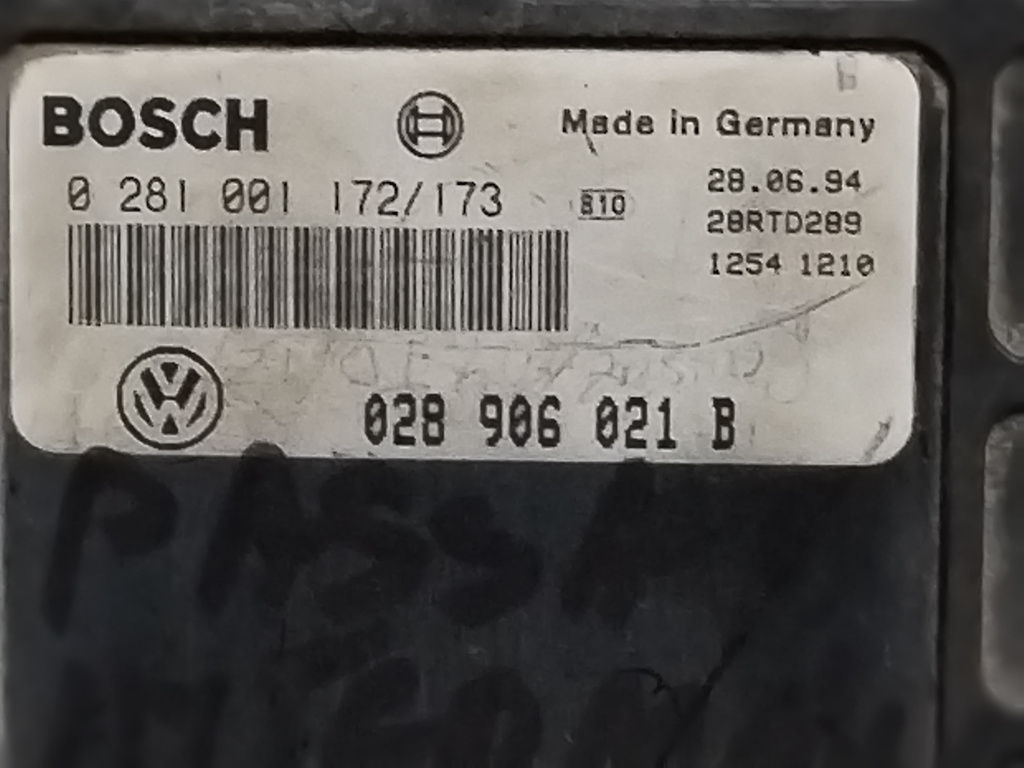 BOSCH
Made in Germany
0 281 001 172/173
810
28.06.94
28RTD289
1254 1210
028 906 021 B
PASSA